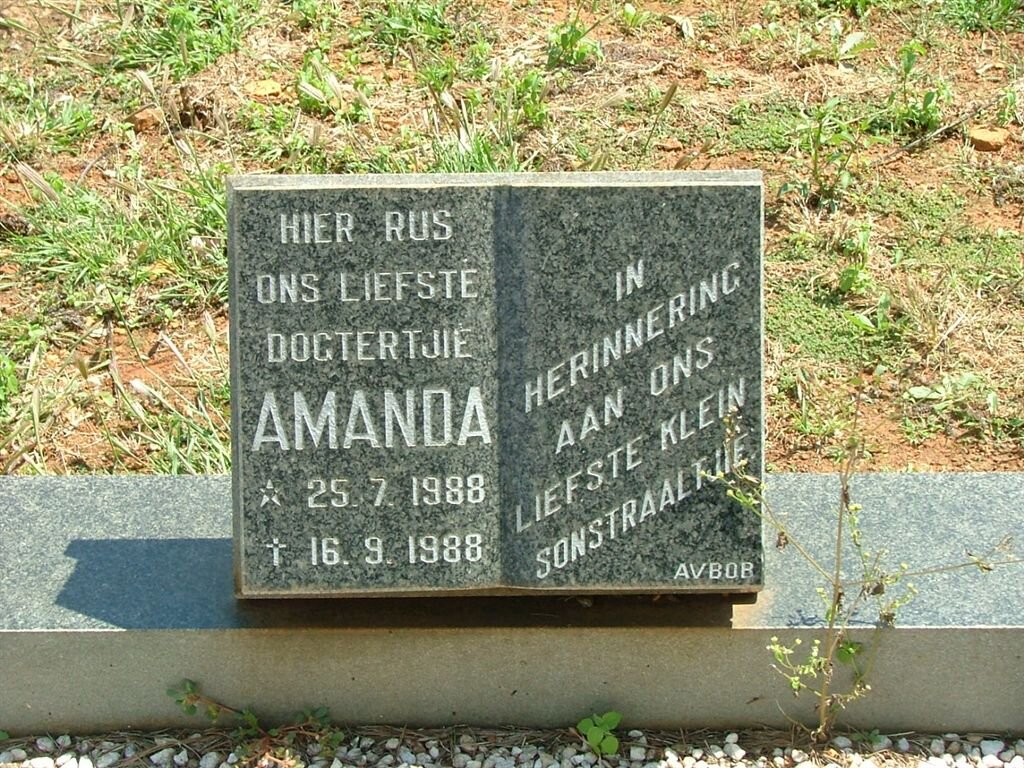 HIER RUS
ONS LIEFSTE
DOGTERTJIE
AMANDA
☆ 25. 7. 1988
† 16. 9. 1988
IN
HERINNERING
AAN ONS
LIEFSTE KLEIN
SONSTRAALTJIE
AVBOB